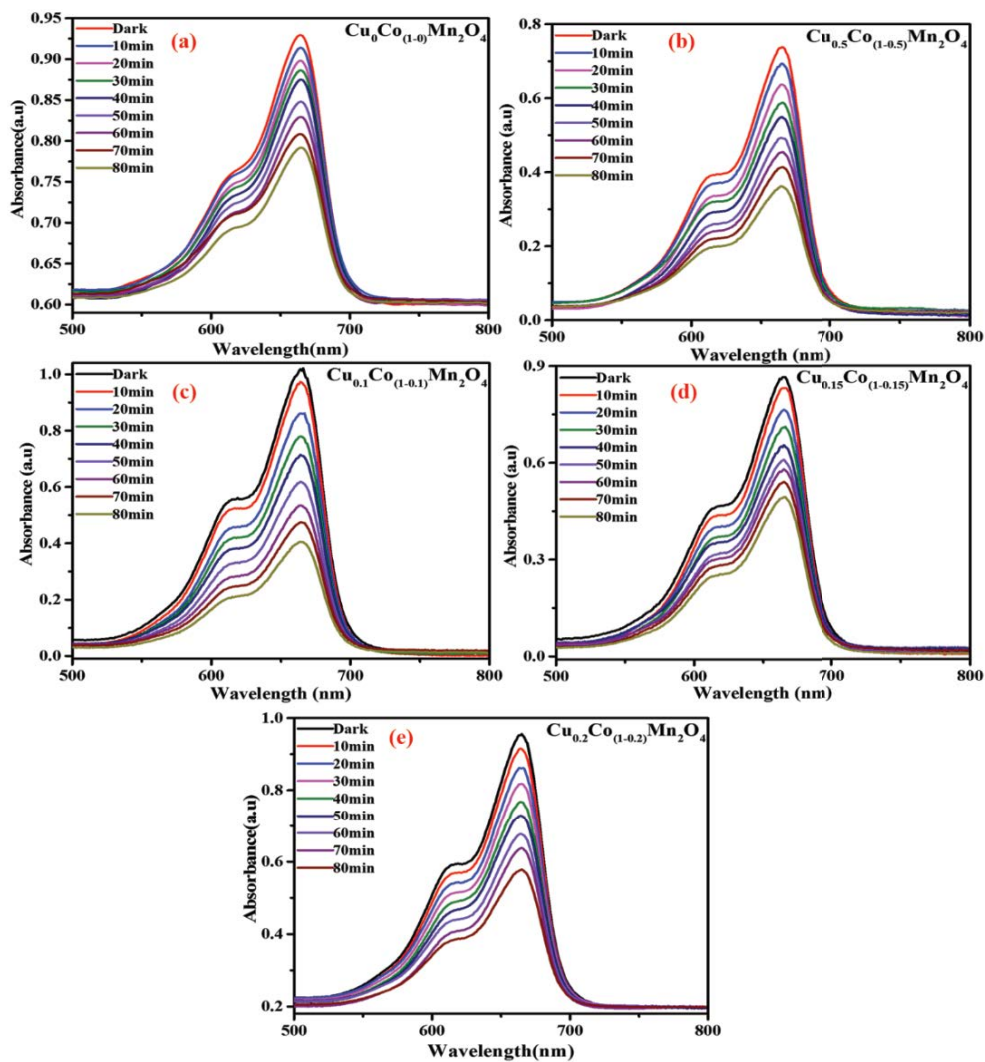 (a)
Cu0Co(1-0)Mn2O4
Dark
10min
20min
30min
40min
50min
60min
70min
80min
Absorbance(a.u)
0.95
0.90
0.85
0.80
0.75
0.70
0.65
0.60
500
600
700
800
Wavelength(nm)
(b)
Cu0.5Co(1-0.5)Mn2O4
Dark
10min
20min
30min
40min
50min
60min
70min
80min
Absorbance (a.u)
0.8
0.6
0.4
0.2
0.0
500
600
700
800
Wavelength(nm)
(c)
Cu0.1Co(1-0.1)Mn2O4
Dark
10min
20min
30min
40min
50min
60min
70min
80min
Absorbance (a.u)
1.0
0.8
0.6
0.4
0.2
0.0
500
600
700
800
Wavelength (nm)
(d)
Cu0.15Co(1-0.15)Mn2O4
Dark
10min
20min
30min
40min
50min
60min
70min
80min
Absorbance (a.u)
0.9
0.6
0.3
0.0
500
600
700
800
Wavelength (nm)
(e)
Cu0.2Co(1-0.2)Mn2O4
Dark
10min
20min
30min
40min
50min
60min
70min
80min
Absorbance(a.u)
1.0
0.8
0.6
0.4
0.2
500
600
700
800
Wavelength (nm)